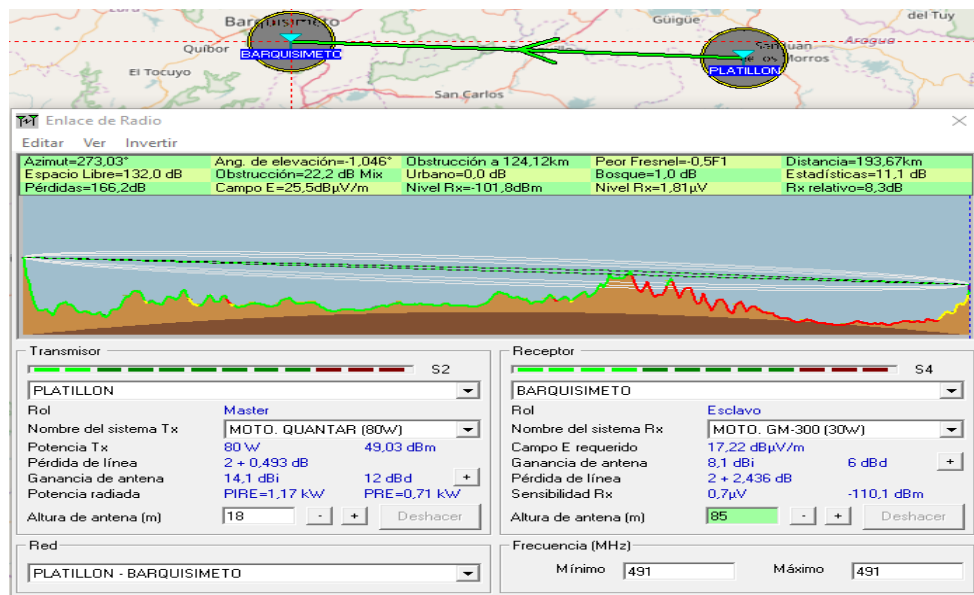 Barquisimeto
Güigüe
del Tuy
Quíbor
BARQUISIMETO
Aragua
San Juan
os Morros
El Tocuyo
PLATILLON
San Carlos
Enlace de Radio
Editar Ver Invertir
Azimut=273,03° Ang. de elevación=-1,046° Obstrucción a 124,12km Peor Fresnel=-0,5F1 Distancia=193,67km
Espacio Libre=132,0 dB Obstrucción=22,2 dB Mix Urbano=0,0 dB Bosque=1,0 dB Estadísticas=11,1 dB
Pérdidas=166,2dB Campo E=25,5dBµV/m Nivel Rx=-101,8dBm Nivel Rx=1,81µV Rx relativo=8,3dB
Transmisor
S2
PLATILLON
Rol Master
Nombre del sistema Tx MOTO. QUANTAR (80W)
Potencia Tx 80 W 49,03 dBm
Pérdida de línea 2 + 0,493 dB
Ganancia de antena 14,1 dBi 12 dBd +
Potencia radiada PIRE=1,17 kW PRE=0,71 kW
Altura de antena (m) 18 - + Deshacer
Red
PLATILLON - BARQUISIMETO
Receptor
S4
BARQUISIMETO
Rol Esclavo
Nombre del sistema Rx MOTO. GM-300 (30W)
Campo E requerido 17,22 dBµV/m
Ganancia de antena 8,1 dBi 6 dBd +
Pérdida de línea 2 + 2,436 dB
Sensibilidad Rx 0,7µV -110,1 dBm
Altura de antena (m) 85 - + Deshacer
Frecuencia (MHz)
Mínimo 491 Máximo 491